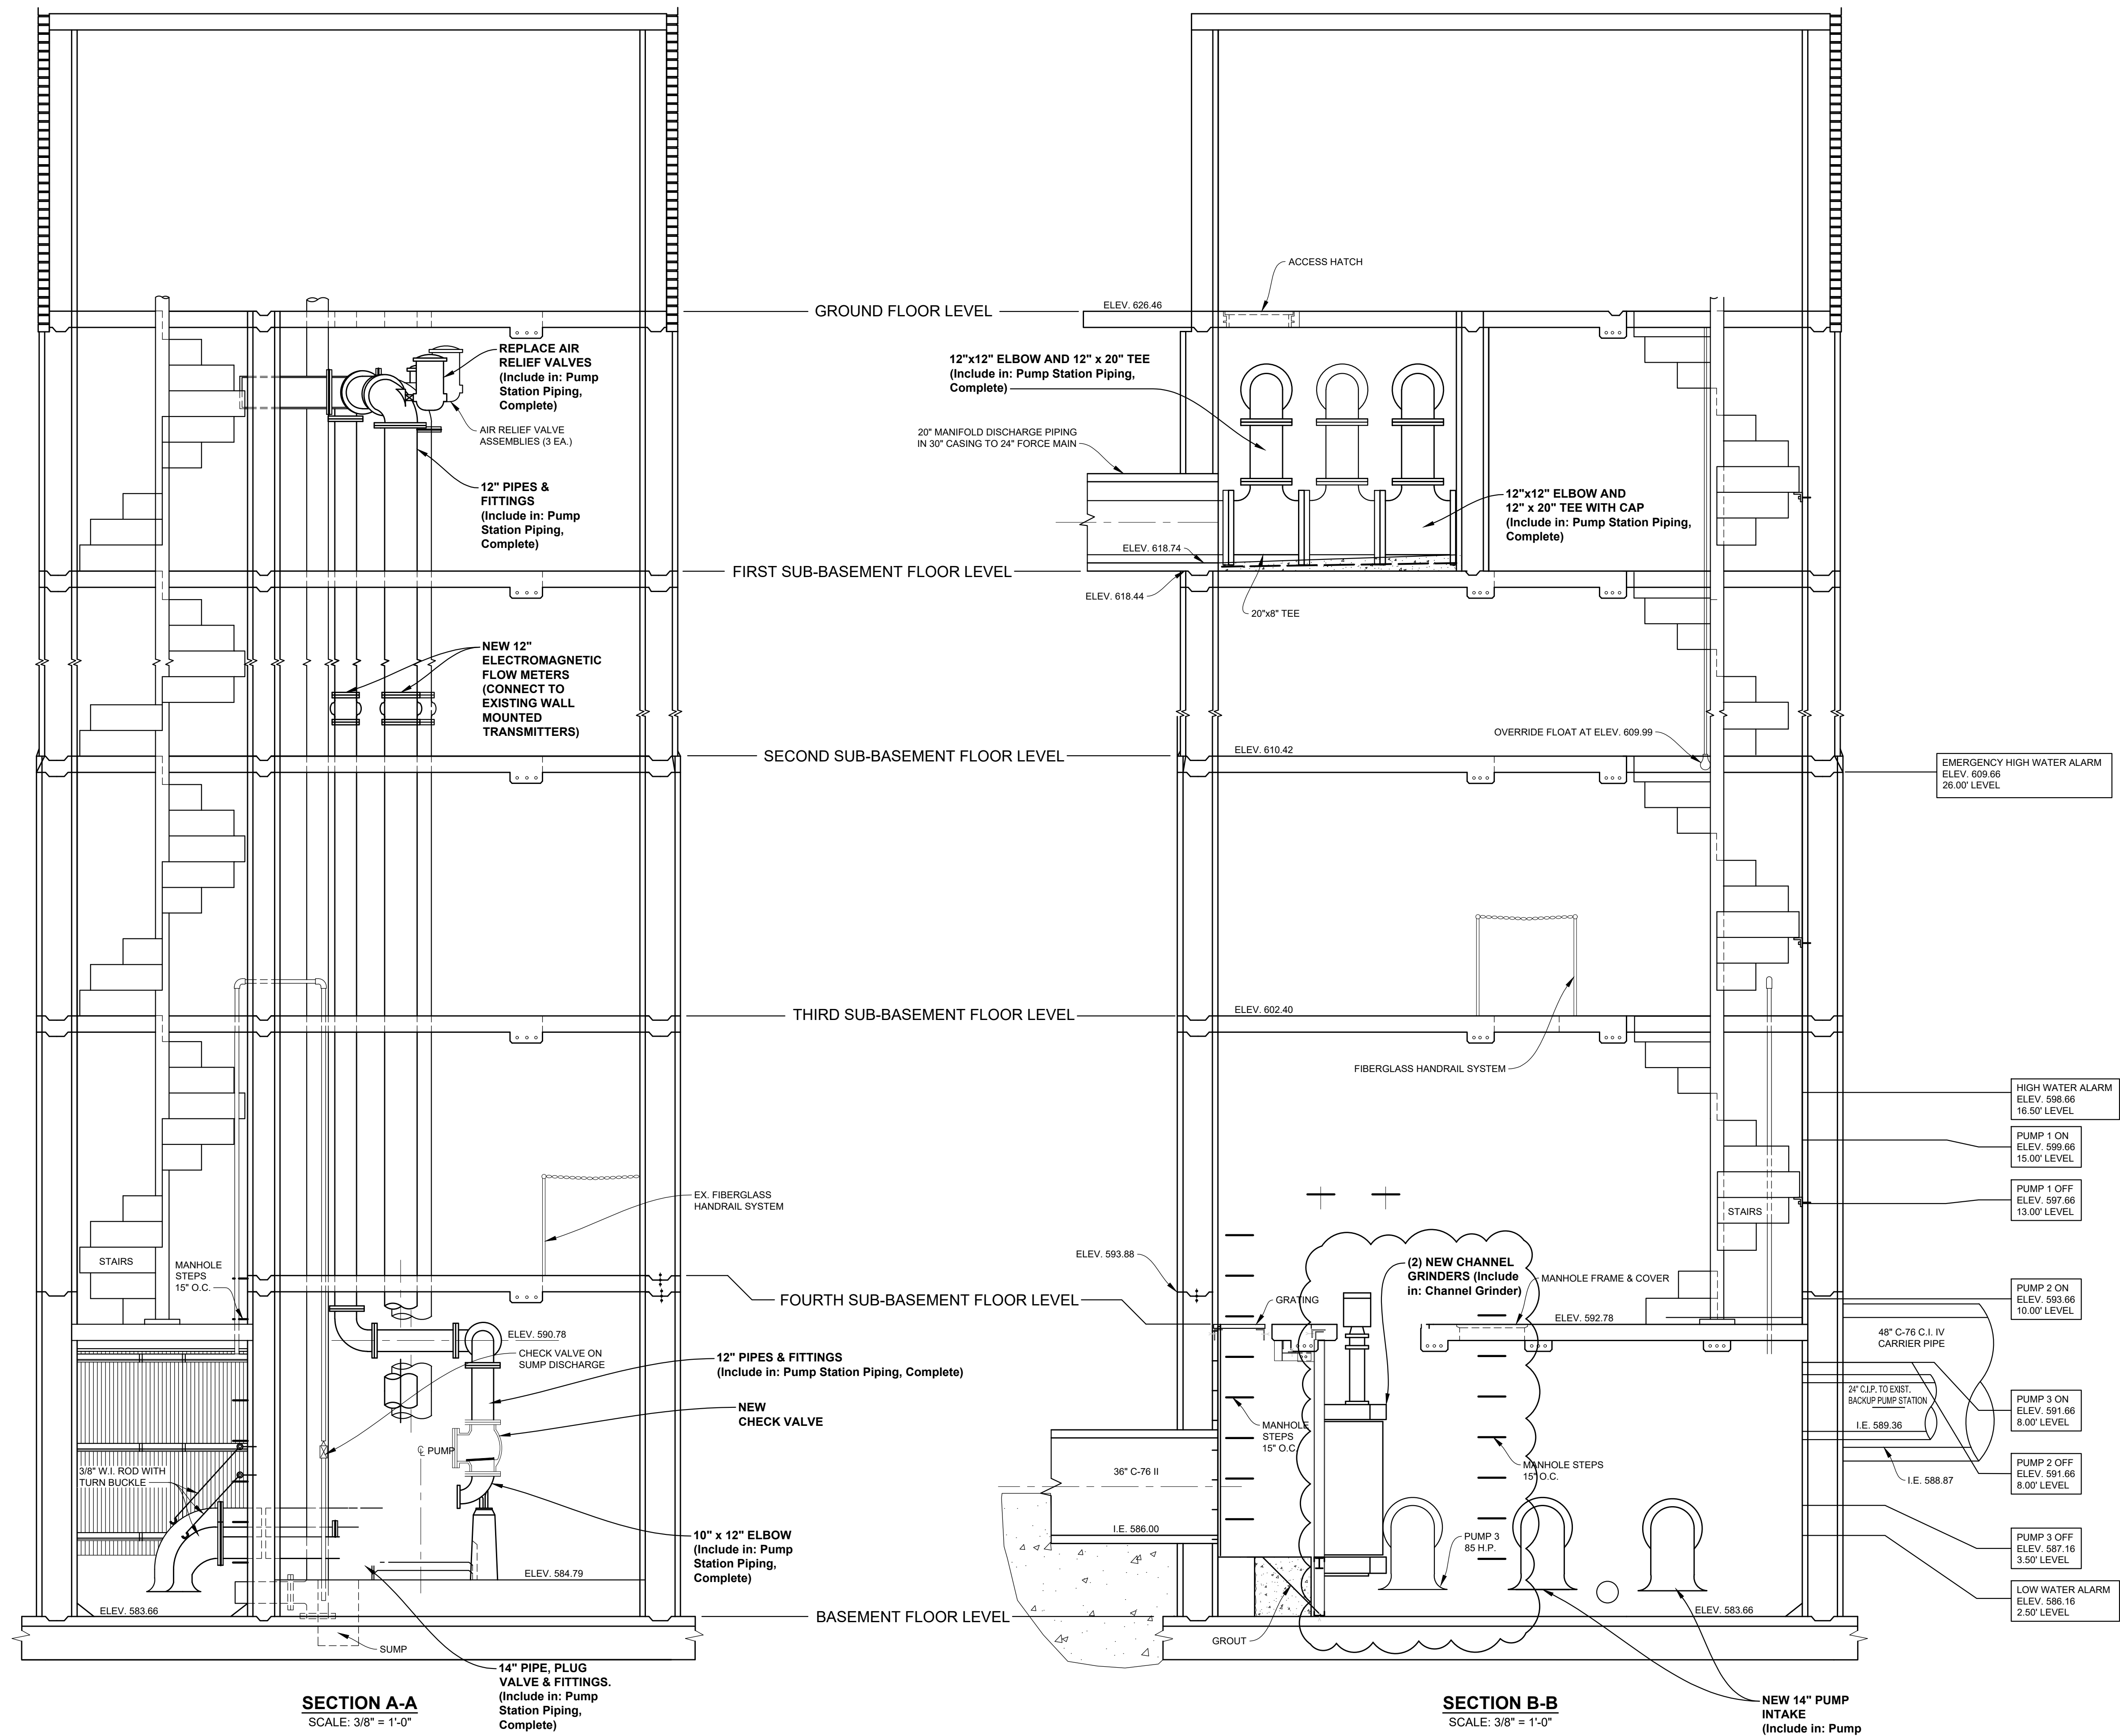 GROUND FLOOR LEVEL
FIRST SUB-BASEMENT FLOOR LEVEL
SECOND SUB-BASEMENT FLOOR LEVEL
THIRD SUB-BASEMENT FLOOR LEVEL
FOURTH SUB-BASEMENT FLOOR LEVEL
BASEMENT FLOOR LEVEL
REPLACE AIR
RELIEF VALVES
(Include in: Pump
Station Piping,
Complete)
AIR RELIEF VALVE
ASSEMBLIES (3 EA.)
12" PIPES &
FITTINGS
(Include in: Pump
Station Piping,
Complete)
NEW 12"
ELECTROMAGNETIC
FLOW METERS
(CONNECT TO
EXISTING WALL
MOUNTED
TRANSMITTERS)
EX. FIBERGLASS
HANDRAIL SYSTEM
STAIRS
MANHOLE
STEPS
15" O.C.
ELEV. 590.78
CHECK VALVE ON
SUMP DISCHARGE
12" PIPES & FITTINGS
(Include in: Pump Station Piping, Complete)
NEW
CHECK VALVE
℄ PUMP
3/8" W.I. ROD WITH
TURN BUCKLE
10" x 12" ELBOW
(Include in: Pump
Station Piping,
Complete)
ELEV. 584.79
ELEV. 583.66
SUMP
14" PIPE, PLUG
VALVE & FITTINGS.
(Include in: Pump
Station Piping,
Complete)
SECTION A-A
SCALE: 3/8" = 1'-0"
ACCESS HATCH
ELEV. 626.46
12"x12" ELBOW AND 12" x 20" TEE
(Include in: Pump Station Piping,
Complete)
20" MANIFOLD DISCHARGE PIPING
IN 30" CASING TO 24" FORCE MAIN
12"x12" ELBOW AND
12" x 20" TEE WITH CAP
(Include in: Pump Station Piping,
Complete)
ELEV. 618.74
ELEV. 618.44
20"x8" TEE
OVERRIDE FLOAT AT ELEV. 609.99
ELEV. 610.42
EMERGENCY HIGH WATER ALARM
ELEV. 609.66
26.00' LEVEL
ELEV. 602.40
FIBERGLASS HANDRAIL SYSTEM
HIGH WATER ALARM
ELEV. 598.66
16.50' LEVEL
PUMP 1 ON
ELEV. 599.66
15.00' LEVEL
PUMP 1 OFF
ELEV. 597.66
13.00' LEVEL
STAIRS
ELEV. 593.88
(2) NEW CHANNEL
GRINDERS (Include
in: Channel Grinder)
MANHOLE FRAME & COVER
GRATING
ELEV. 592.78
PUMP 2 ON
ELEV. 593.66
10.00' LEVEL
48" C-76 C.I. IV
CARRIER PIPE
24" C.I.P. TO EXIST.
BACKUP PUMP STATION
I.E. 589.36
PUMP 3 ON
ELEV. 591.66
8.00' LEVEL
MANHOLE
STEPS
15" O.C.
36" C-76 II
MANHOLE STEPS
15" O.C.
I.E. 588.87
PUMP 2 OFF
ELEV. 591.66
8.00' LEVEL
I.E. 586.00
PUMP 3
85 H.P.
PUMP 3 OFF
ELEV. 587.16
3.50' LEVEL
LOW WATER ALARM
ELEV. 586.16
2.50' LEVEL
ELEV. 583.66
GROUT
NEW 14" PUMP
INTAKE
(Include in: Pump
SECTION B-B
SCALE: 3/8" = 1'-0"